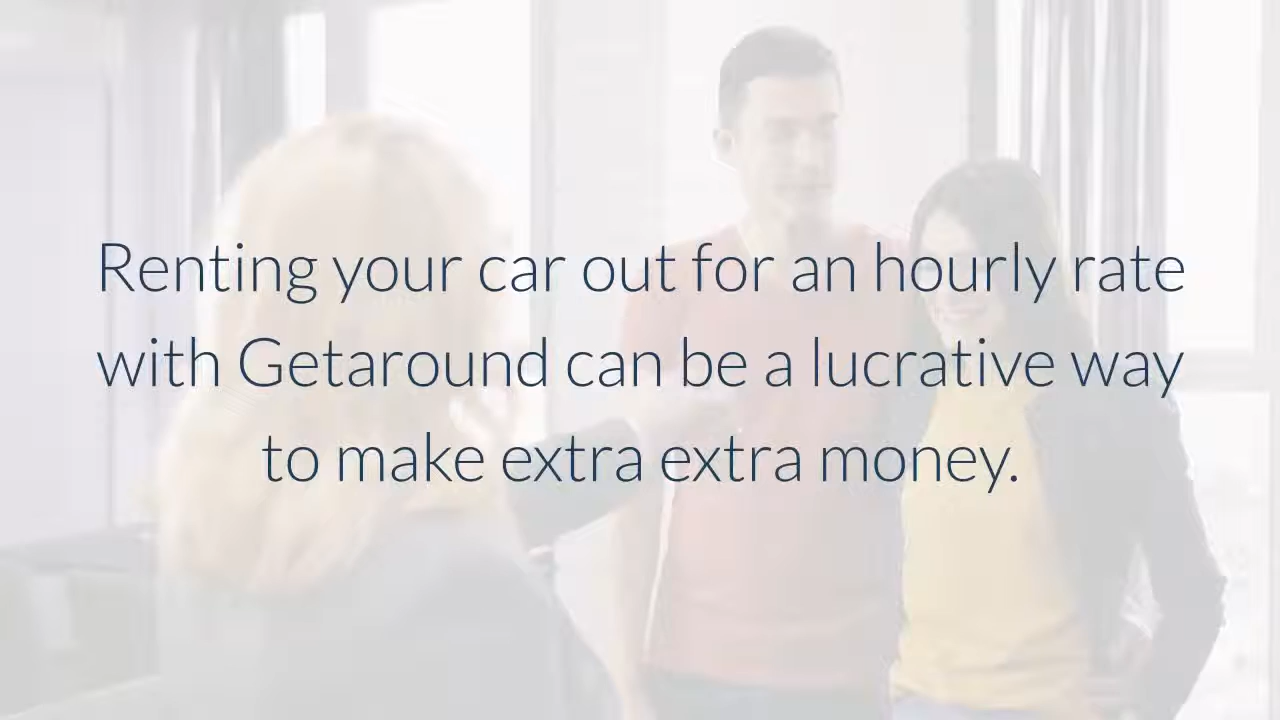 Renting your car out for an hourly rate
with Getaround can be a lucrative way
to make extra extra money.